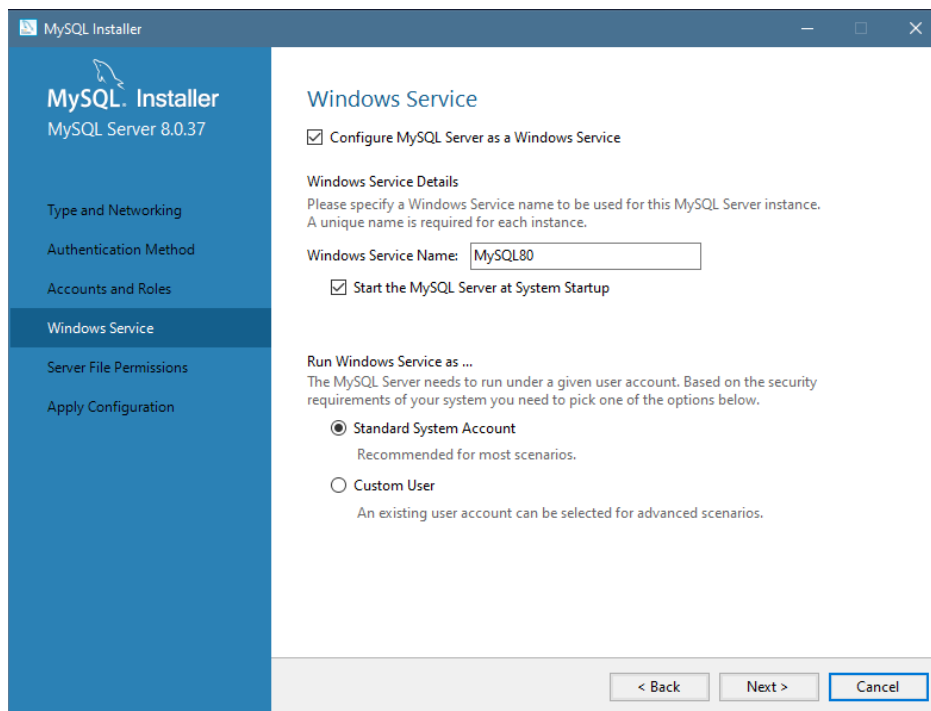 MySQL Installer
MySQL. Installer
MySQL Server 8.0.37
Type and Networking
Authentication Method
Accounts and Roles
Windows Service
Server File Permissions
Apply Configuration
Windows Service
Configure MySQL Server as a Windows Service
Windows Service Details
Please specify a Windows Service name to be used for this MySQL Server instance.
A unique name is required for each instance.
Windows Service Name: MySQL80
Start the MySQL Server at System Startup
Run Windows Service as ...
The MySQL Server needs to run under a given user account. Based on the security
requirements of your system you need to pick one of the options below.
Standard System Account
Recommended for most scenarios.
Custom User
An existing user account can be selected for advanced scenarios.
< Back Next > Cancel